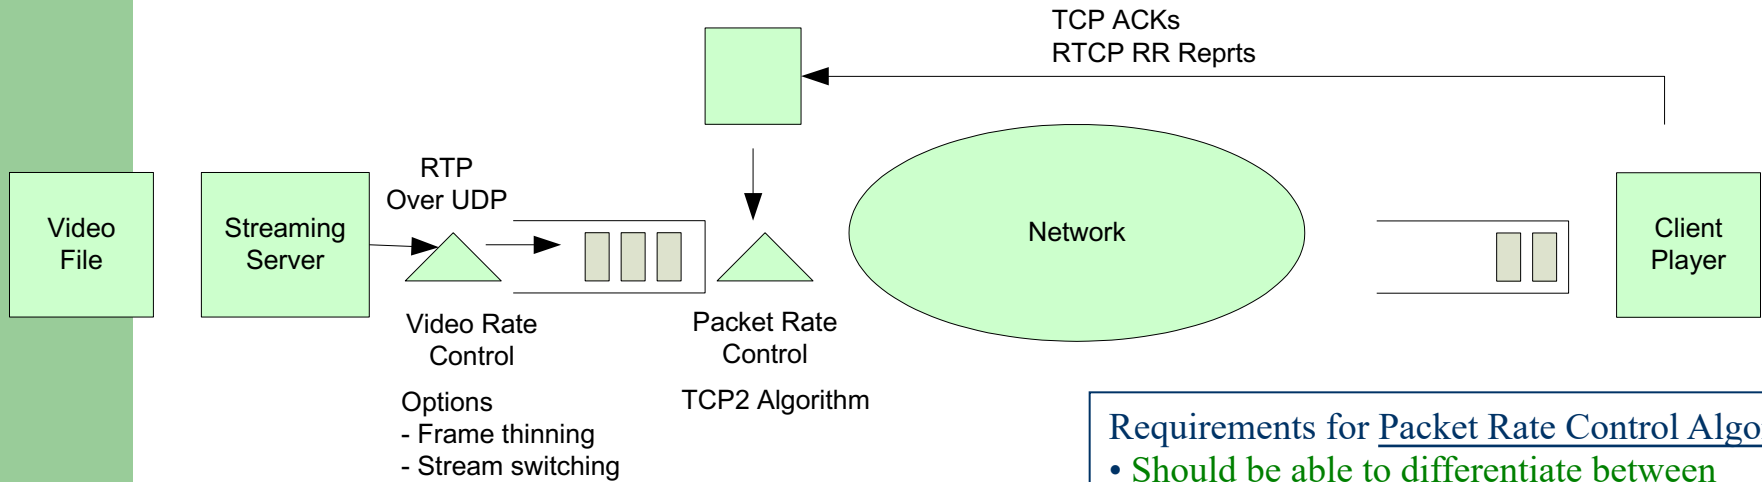 TCP ACKs
RTCP RR Reprts
RTP
Over UDP
Video
File
Streaming
Server
Network
Client
Player
Video Rate
Control
Packet Rate
Control
Options
- Frame thinning
- Stream switching
TCP2 Algorithm
Requirements for Packet Rate Control Algo
• Should be able to differentiate between